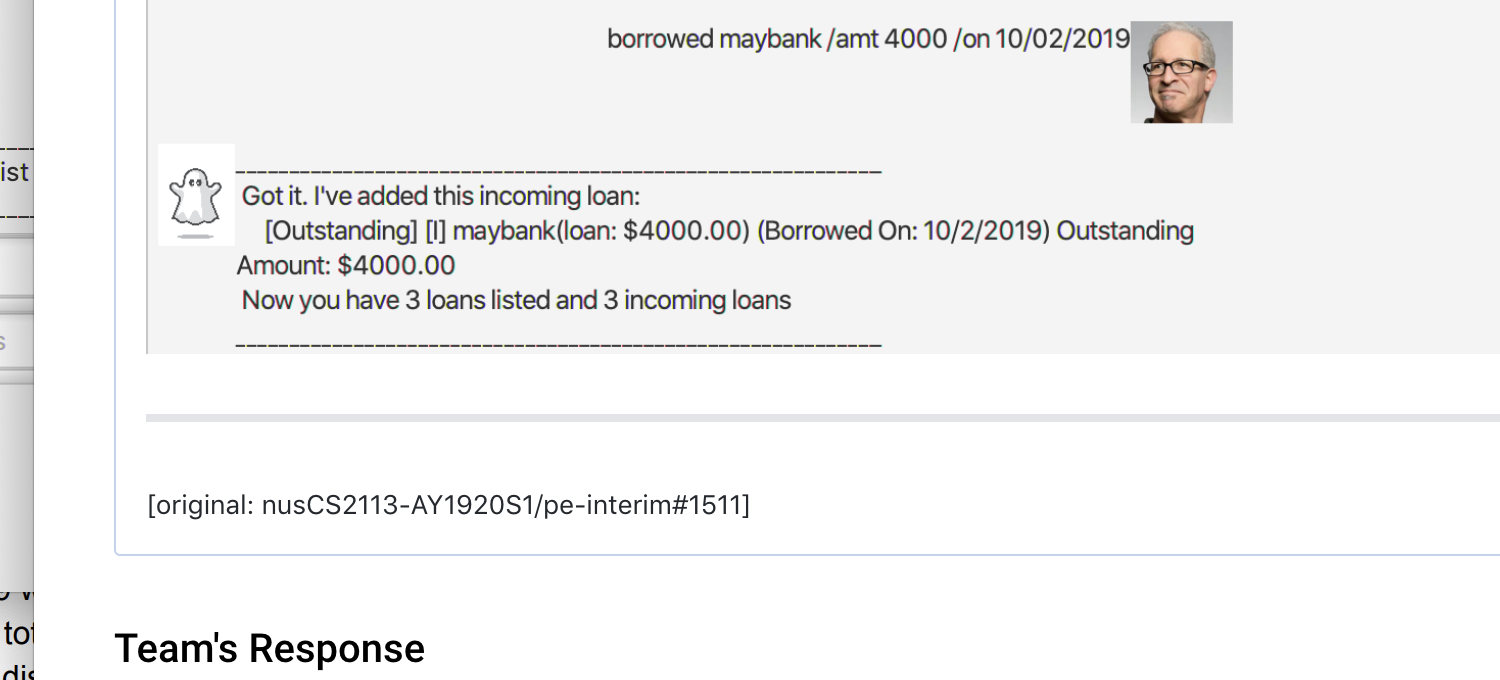 borrowed maybank /amt 4000 /on 10/02/2019
____________________________________________________________
Got it. I've added this incoming loan:
[Outstanding] [I] maybank(loan: $4000.00) (Borrowed On: 10/2/2019) Outstanding
Amount: $4000.00
Now you have 3 loans listed and 3 incoming loans
____________________________________________________________
ist
s
[original: nusCS2113-AY1920S1/pe-interim#1511]
Team's Response